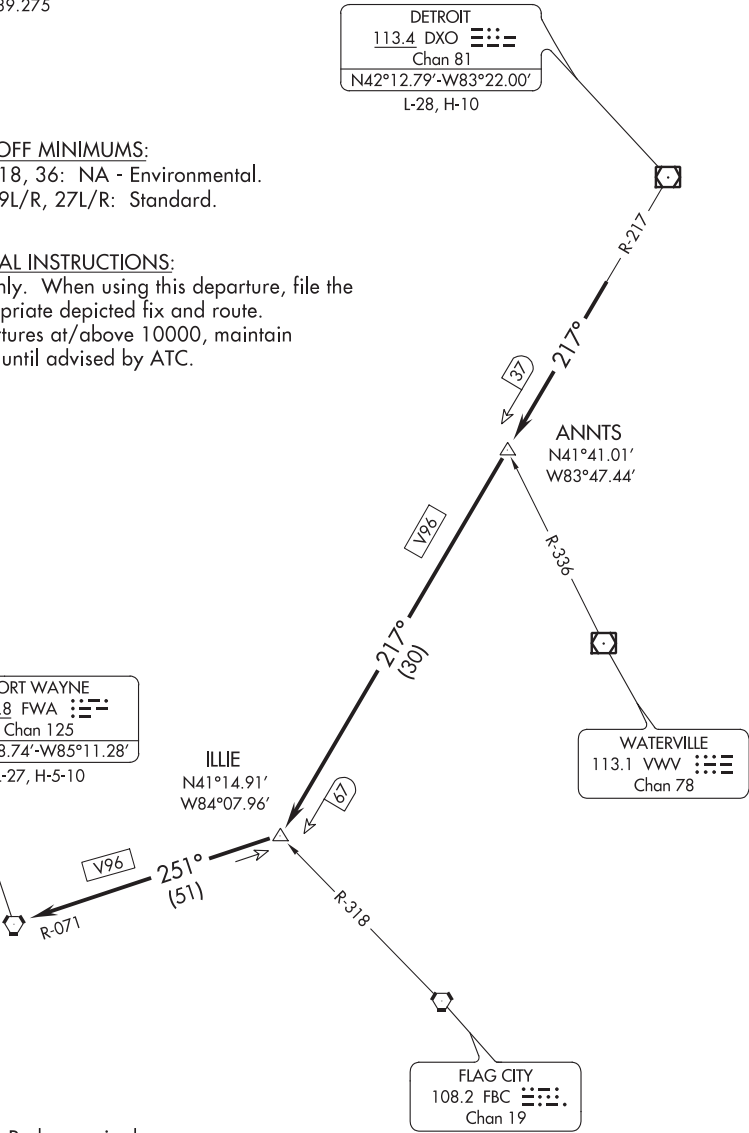 39.275
DETROIT
113.4 DXO
Chan 81
N42°12.79'-W83°22.00'
L-28, H-10
OFF MINIMUMS:
18, 36: NA - Environmental.
9L/R, 27L/R: Standard.
AL INSTRUCTIONS:
nly. When using this departure, file the
priate depicted fix and route.
rtures at/above 10000, maintain
until advised by ATC.
R-217
217°
37
ANNTS
N41°41.01'
W83°47.44'
V96
R-336
217°
(30)
ORT WAYNE
.8 FWA
Chan 125
8.74'-W85°11.28'
-27, H-5-10
WATERVILLE
113.1 VWV
Chan 78
ILLIE
N41°14.91'
W84°07.96'
67
V96
251°
(51)
R-071
R-318
FLAG CITY
108.2 FBC
Chan 19